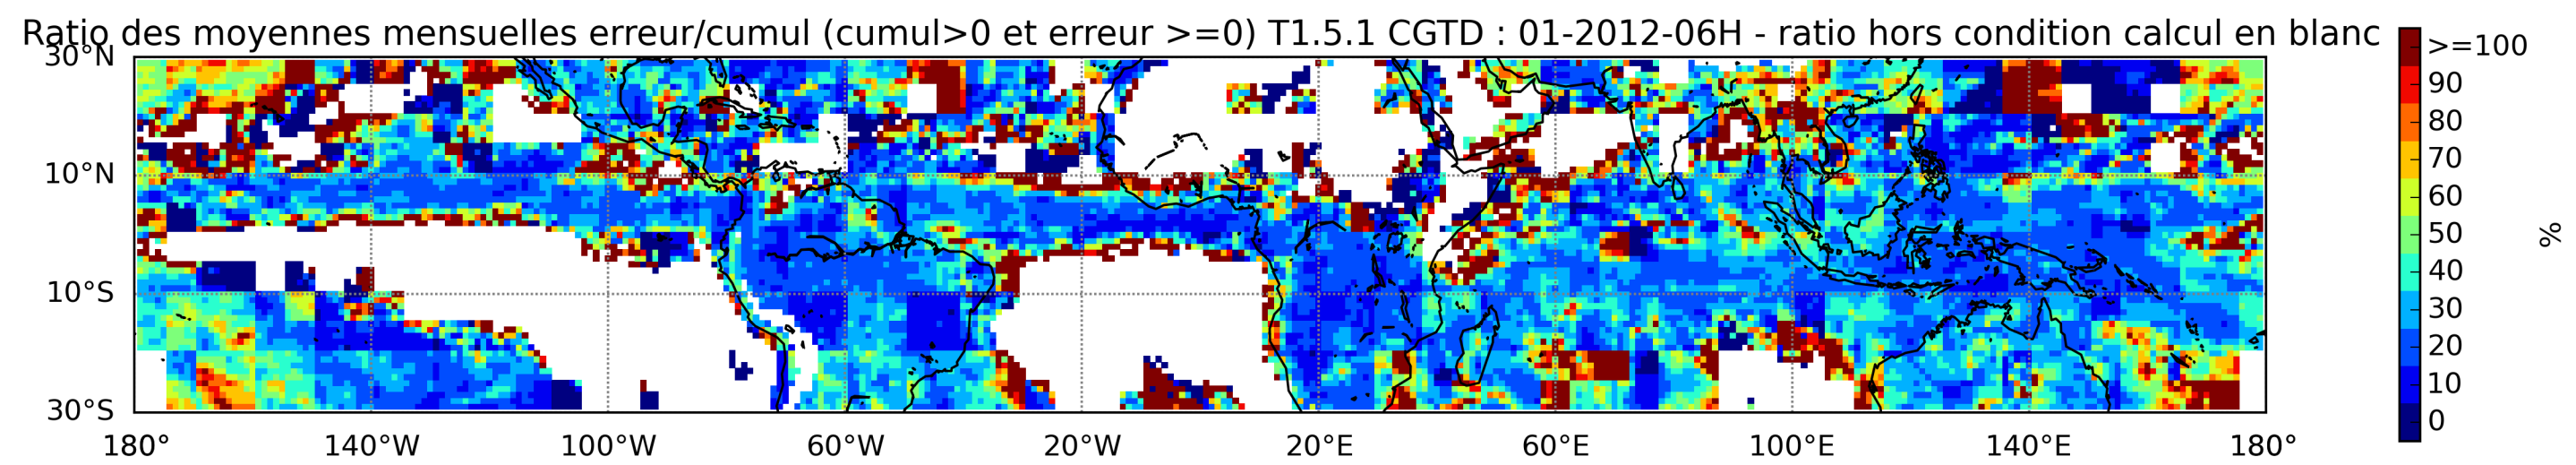 Ratio des moyennes mensuelles erreur/cumul (cumul>0 et erreur >=0) T1.5.1 CGTD : 01-2012-06H - ratio hors condition calcul en blanc
30°N
10°N
10°S
30°S
180° 140°W 100°W 60°W 20°W 20°E 60°E 100°E 140°E 180°
>=100
90
80
70
60
50
40
30
20
10
0
%